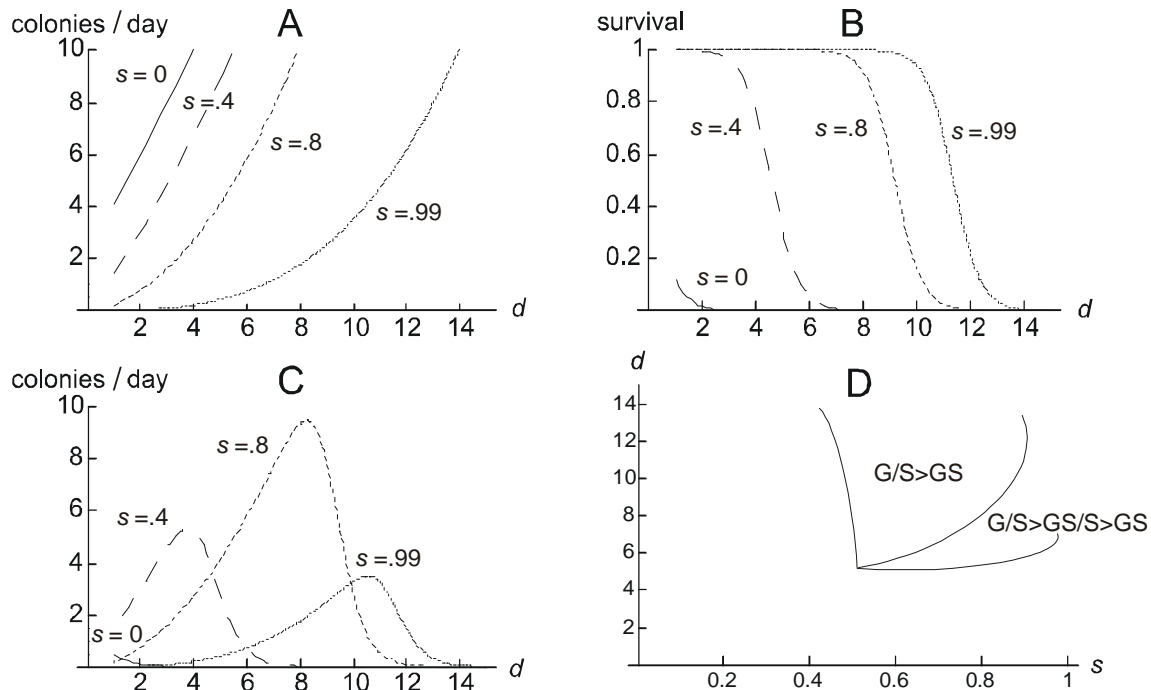 colonies / day
A
10
8
6
4
2
s = 0
s =.4
s =.8
s =.99
2 4 6 8 10 12 14 d
survival
B
1
0.8
0.6
0.4
0.2
s =.4
s =.8
s =.99
s = 0
2 4 6 8 10 12 14 d
colonies / day
C
10
8
6
4
2
s =.8
s =.4
s =.99
s = 0
2 4 6 8 10 12 14 d
d
D
14
12
10
8
6
4
2
G/S>GS
G/S>GS/S>GS
0.2 0.4 0.6 0.8 1 s